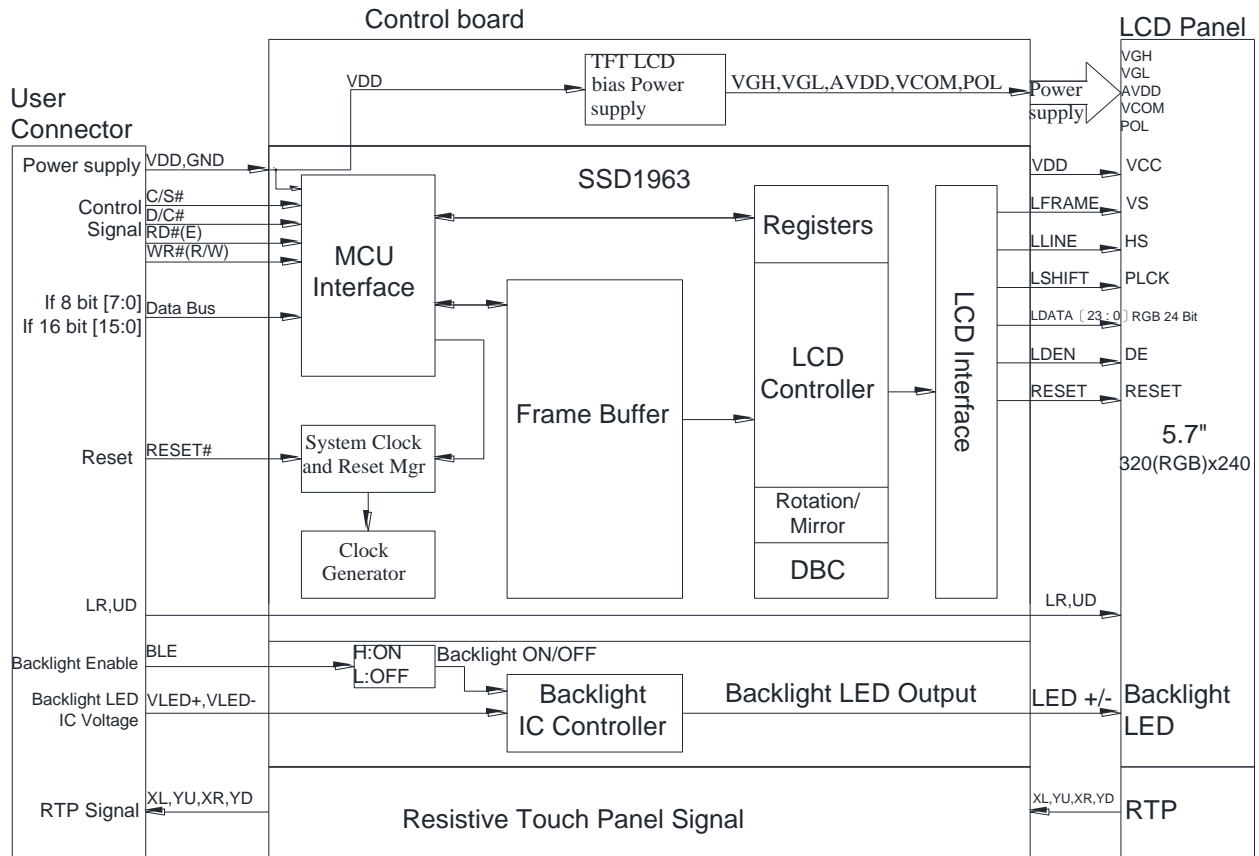 Control board
LCD Panel
User
Connector
VDD
TFT LCD
bias Power
supply
VGH,VGL,AVDD,VCOM,POL
Power
supply
VGH
VGL
AVDD
VCOM
POL
Power supply
VDD,GND
Control
Signal
C/S#
D/C#
RD#(E)
WR#(R/W)
If 8 bit [7:0]
If 16 bit [15:0]
Data Bus
MCU
Interface
SSD1963
Registers
LCD
Controller
Rotation/
Mirror
DBC
Frame Buffer
LCD Interface
VDD
VCC
LFRAME
VS
LLINE
HS
LSHIFT
PLCK
LDATA〔23:0〕
RGB 24 Bit
LDEN
DE
RESET
RESET
5.7"
320(RGB)x240
Reset
RESET#
System Clock
and Reset Mgr
Clock
Generator
LR,UD
LR,UD
Backlight Enable
BLE
H:ON
L:OFF
Backlight ON/OFF
Backlight LED
IC Voltage
VLED+,VLED-
Backlight
IC Controller
Backlight LED Output
LED +/-
Backlight
LED
RTP Signal
XL,YU,XR,YD
Resistive Touch Panel Signal
XL,YU,XR,YD
RTP